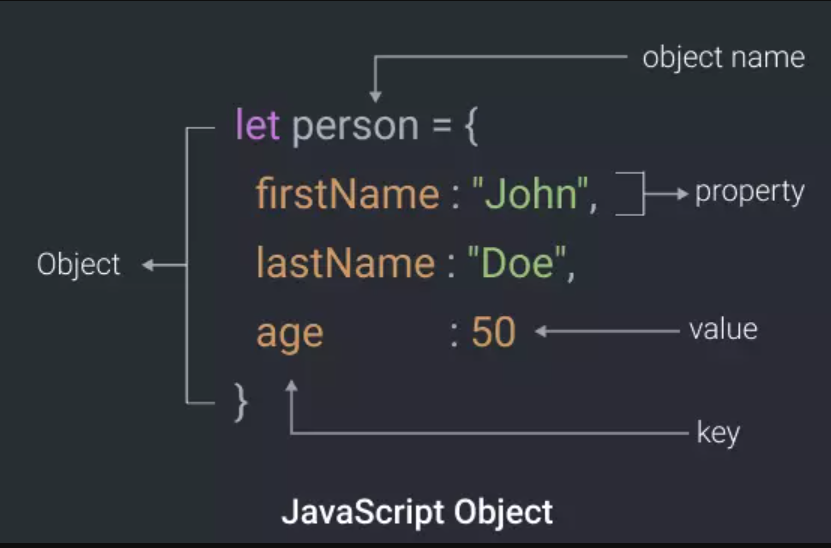 object name
let person = {
firstName : "John",
property
Object
lastName : "Doe",
age : 50
value
}
key
JavaScript Object